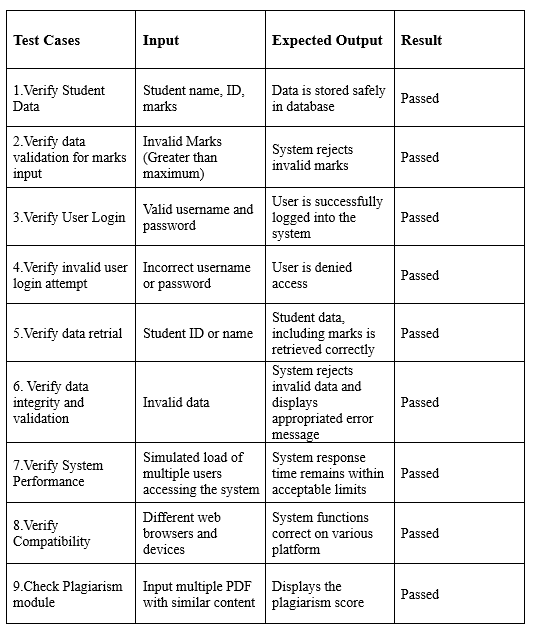 Test Cases
Input
Expected Output
Result
1.Verify Student
Data
Student name, ID,
marks
Data is stored safely
in database
Passed
2.Verify data
validation for marks
input
Invalid Marks
(Greater than
maximum)
System rejects
invalid marks
Passed
3.Verify User Login
Valid username and
password
User is successfully
logged into the
system
Passed
4.Verify invalid user
login attempt
Incorrect username
or password
User is denied
access
Passed
5.Verify data retrial
Student ID or name
Student data,
including marks is
retrieved correctly
Passed
6. Verify data
integrity and
validation
Invalid data
System rejects
invalid data and
displays
appropriated error
message
Passed
7.Verify System
Performance
Simulated load of
multiple users
accessing the system
System response
time remains within
acceptable limits
Passed
8.Verify
Compatibility
Different web
browsers and
devices
System functions
correct on various
platform
Passed
9.Check Plagiarism
module
Input multiple PDF
with similar content
Displays the
plagiarism score
Passed